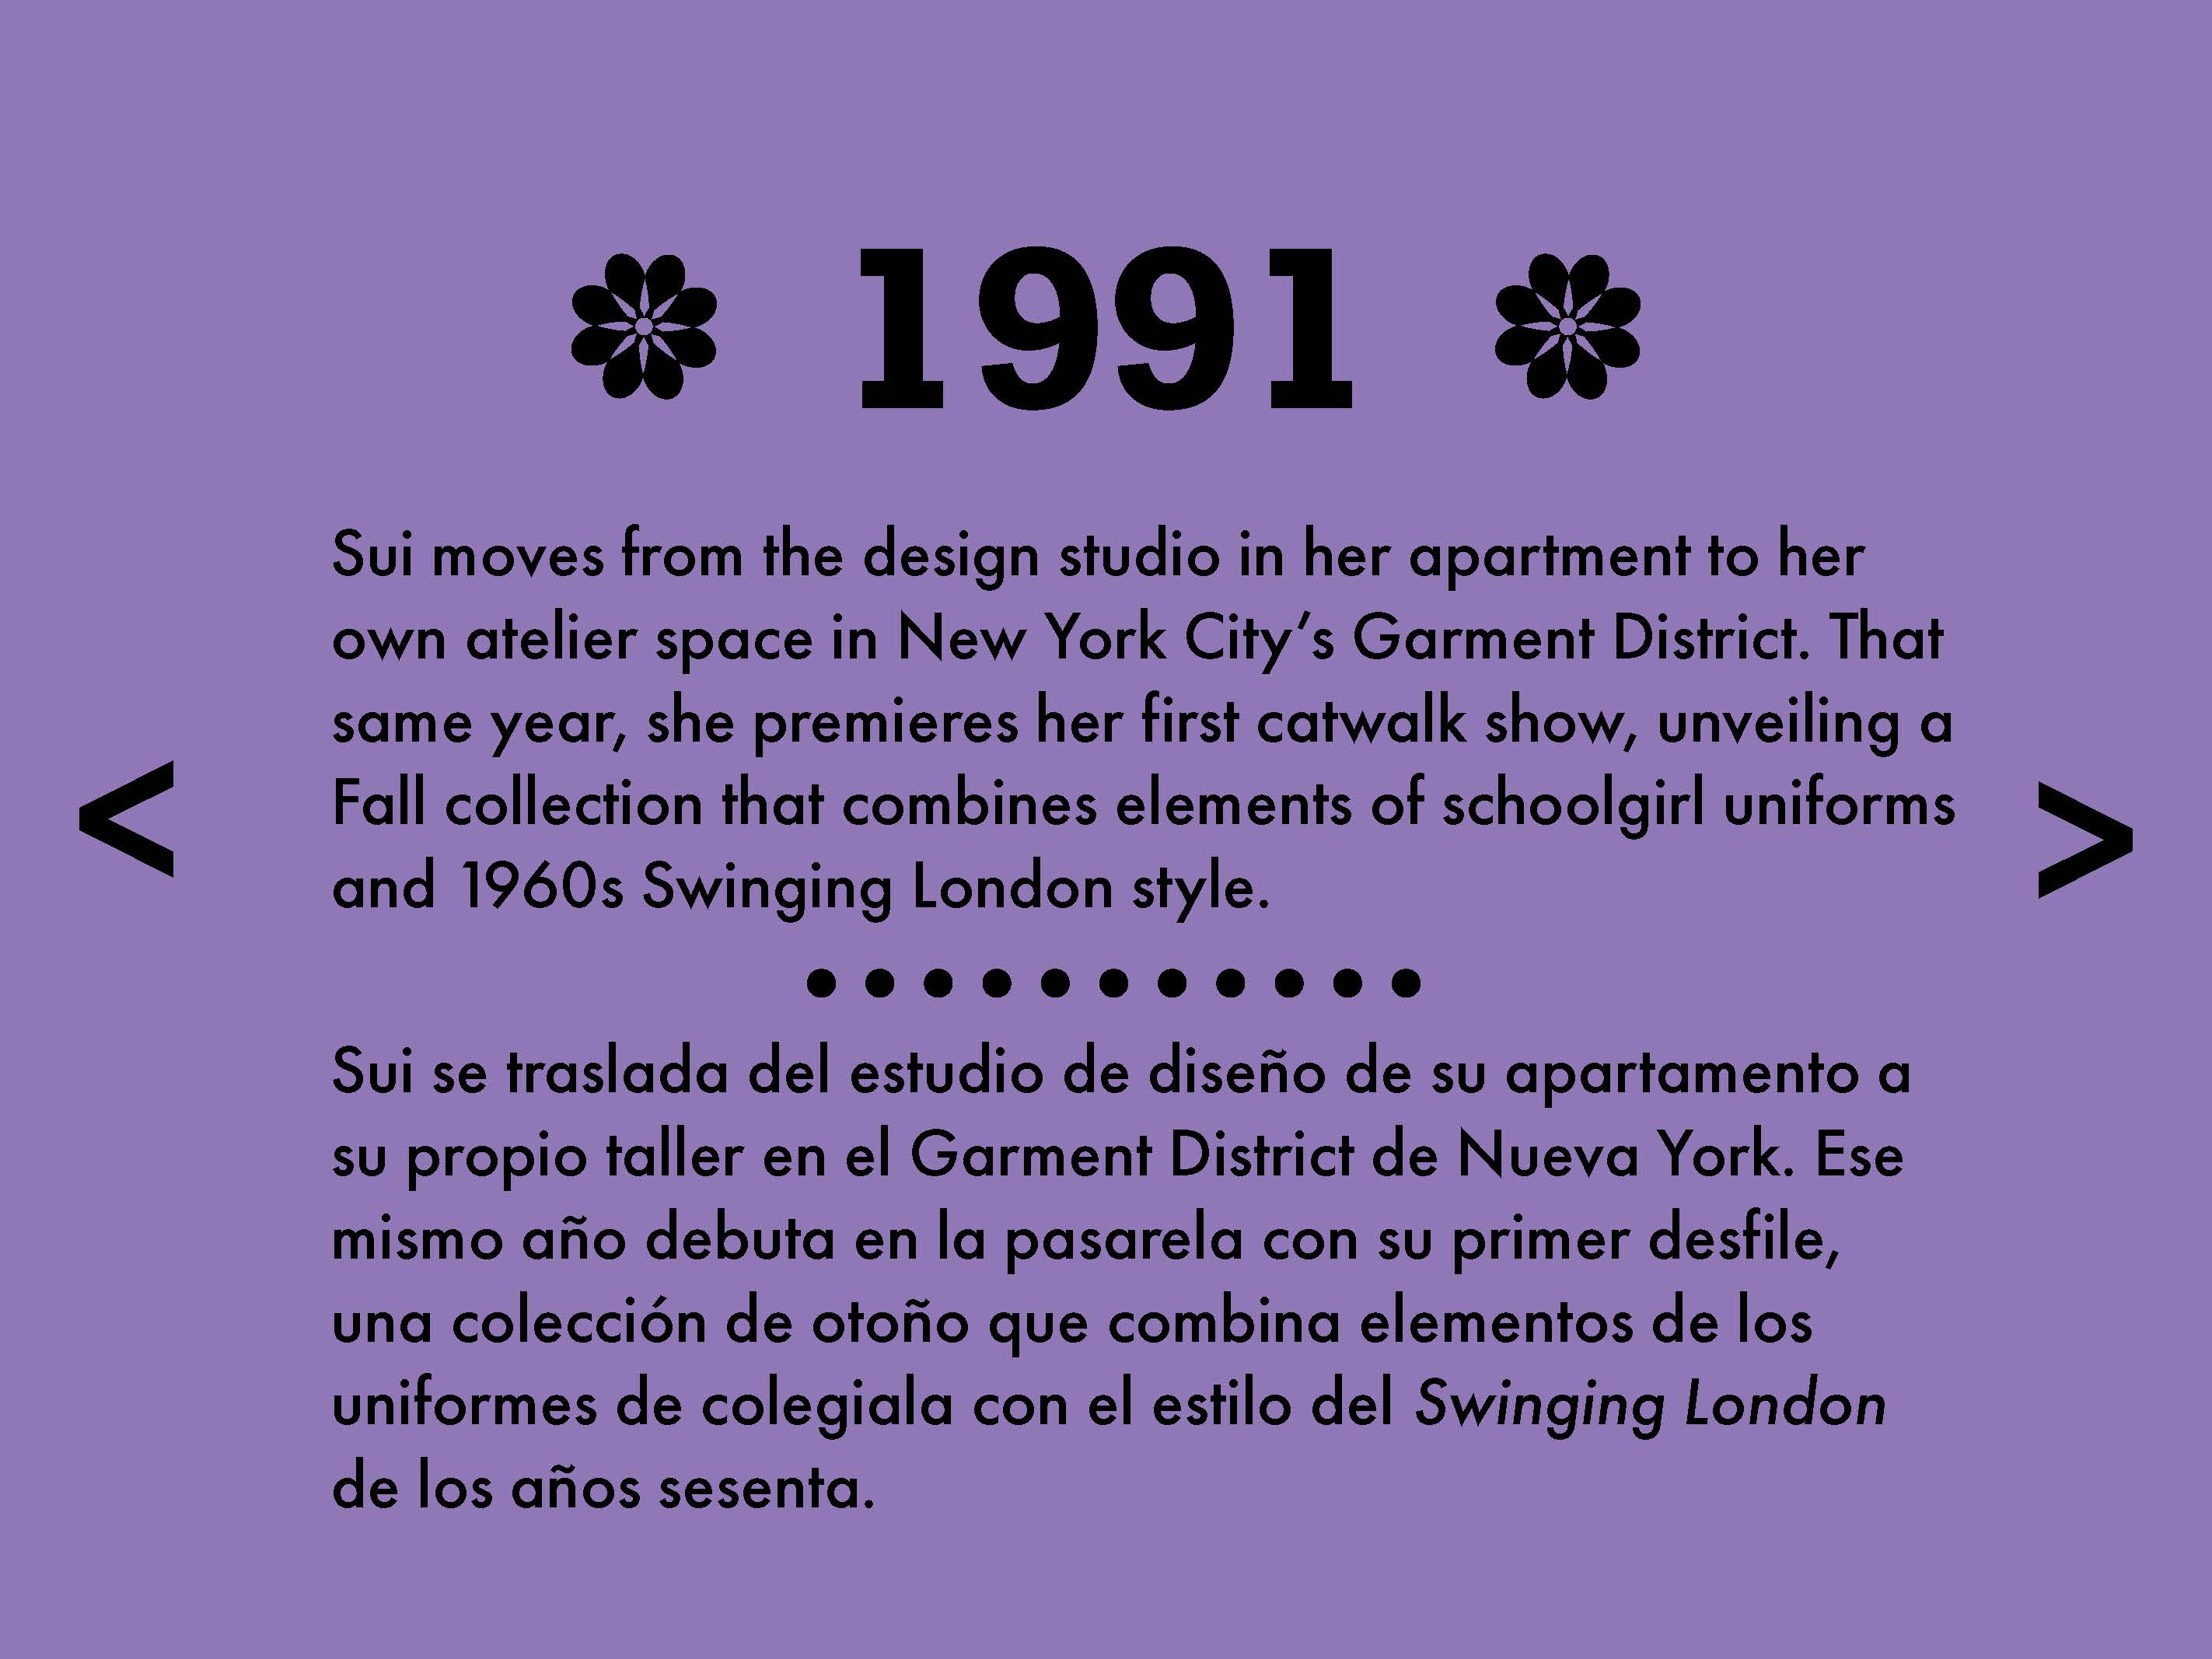 1991
Sui moves from the design studio in her apartment to her
own atelier space in New York City’s Garment District. That
same year, she premieres her first catwalk show, unveiling a
Fall collection that combines elements of schoolgirl uniforms
and 1960s Swinging London style.
< >
Sui se traslada del estudio de diseño de su apartamento a
su propio taller en el Garment District de Nueva York. Ese
mismo año debuta en la pasarela con su primer desfile,
una colección de otoño que combina elementos de los
uniformes de colegiala con el estilo del Swinging London
de los años sesenta.